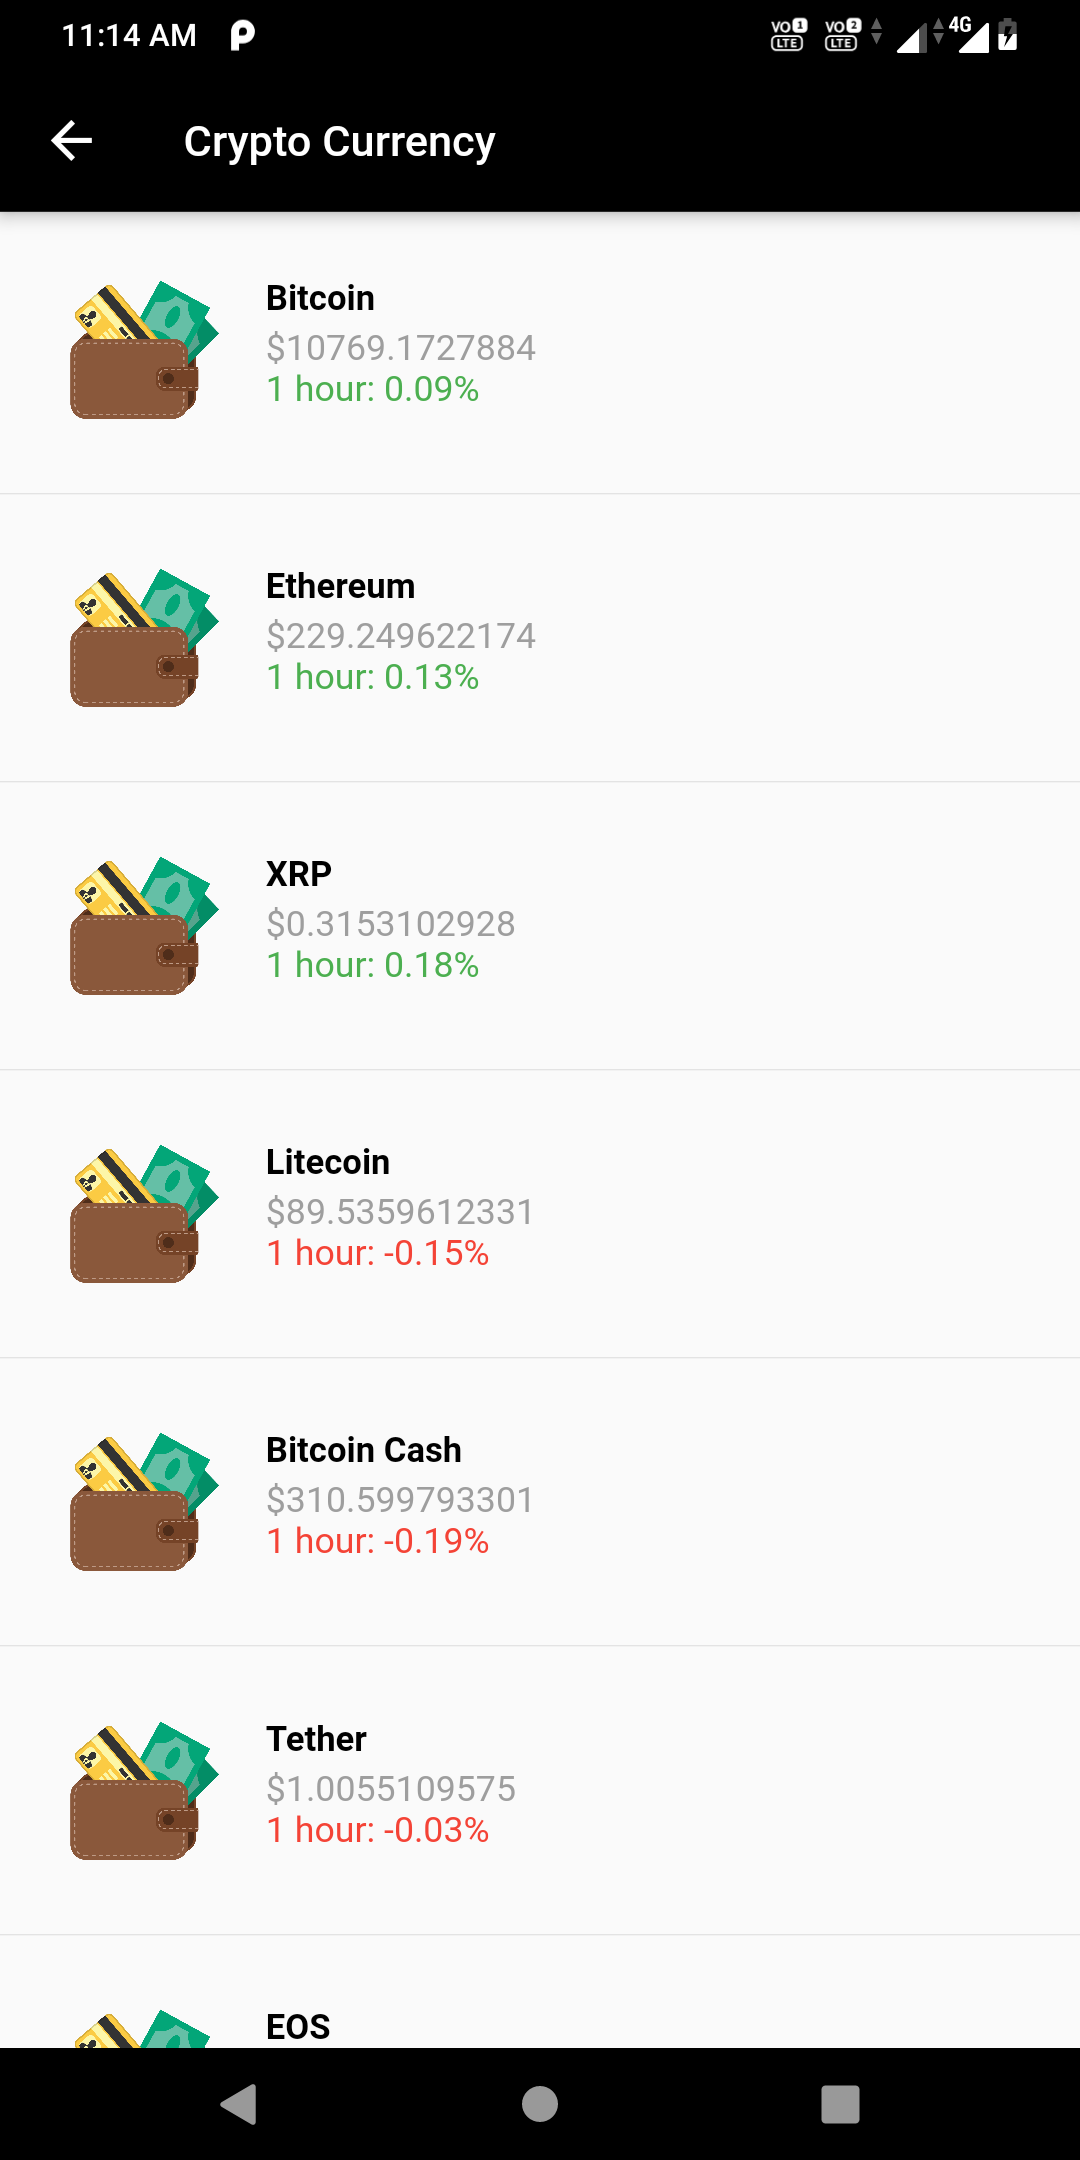 11:14 AM
VO 1 LTE
VO 2 LTE
4G
Crypto Currency
Bitcoin
$10769.1727884
1 hour: 0.09%
Ethereum
$229.249622174
1 hour: 0.13%
XRP
$0.3153102928
1 hour: 0.18%
Litecoin
$89.5359612331
1 hour: -0.15%
Bitcoin Cash
$310.599793301
1 hour: -0.19%
Tether
$1.0055109575
1 hour: -0.03%
EOS